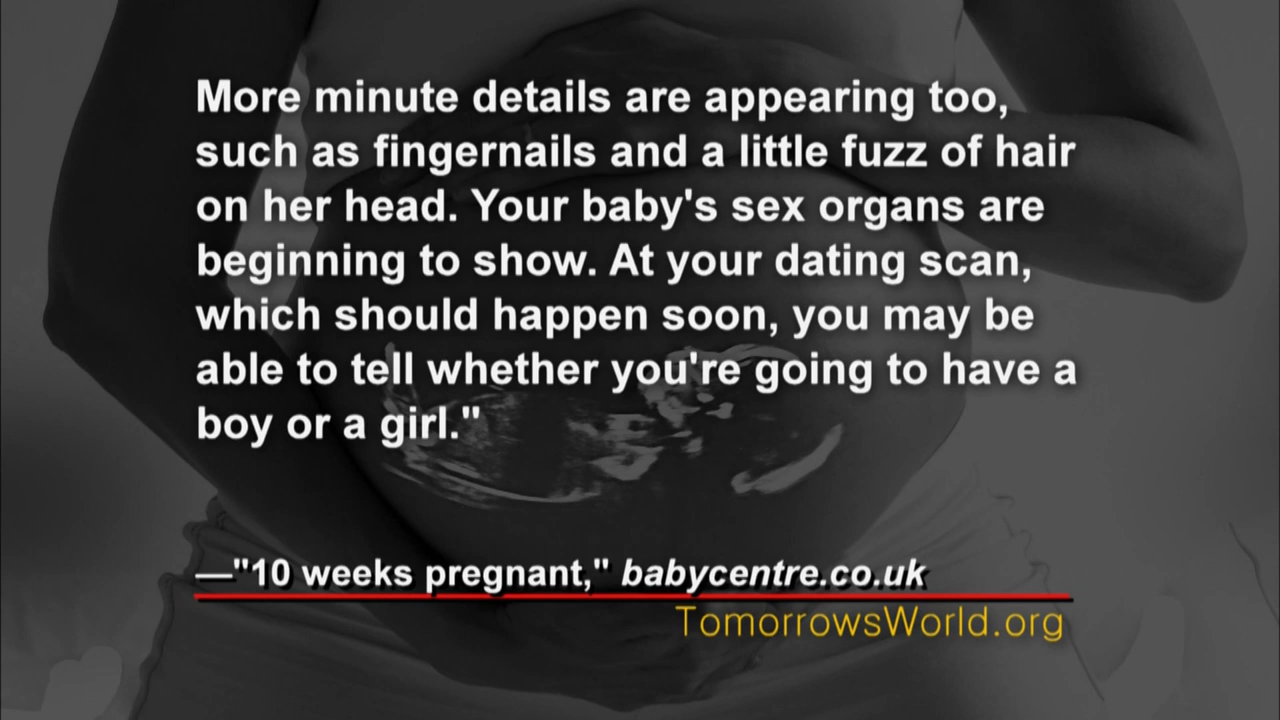 More minute details are appearing too,
such as fingernails and a little fuzz of hair
on her head. Your baby's sex organs are
beginning to show. At your dating scan,
which should happen soon, you may be
able to tell whether you're going to have a
boy or a girl."
—"10 weeks pregnant," babycentre.co.uk
TomorrowsWorld.org